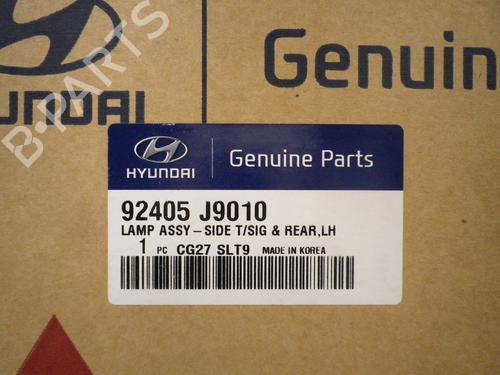 HYUNDAI
Genuin
B-PARTS
HYUNDAI
Genuine Parts
92405 J9010
LAMP ASSY-SIDE T/SIG & REAR,LH
1 PC CG27 SLT9 MADE IN KOREA